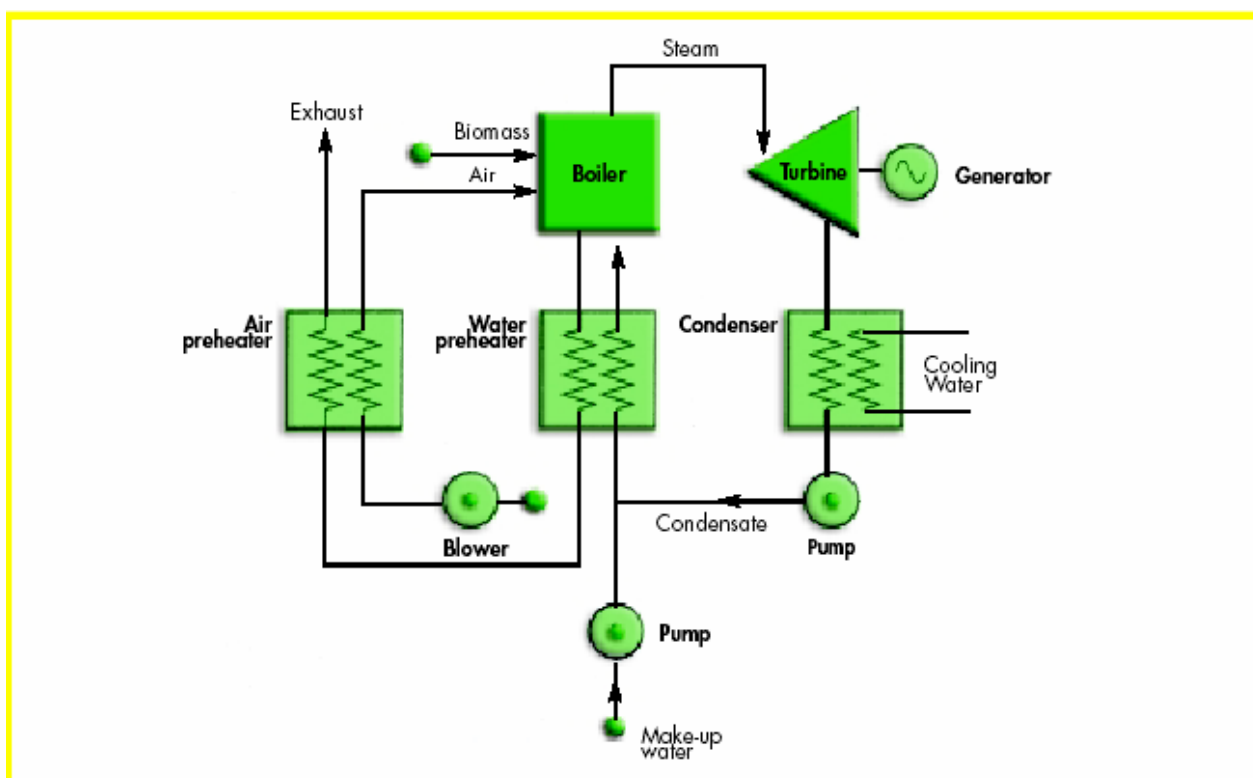 Steam
Exhaust
Biomass
Air
Boiler
Turbine
Generator
Air
preheater
Water
preheater
Condenser
Cooling
Water
Blower
Condensate
Pump
Pump
Make-up
water